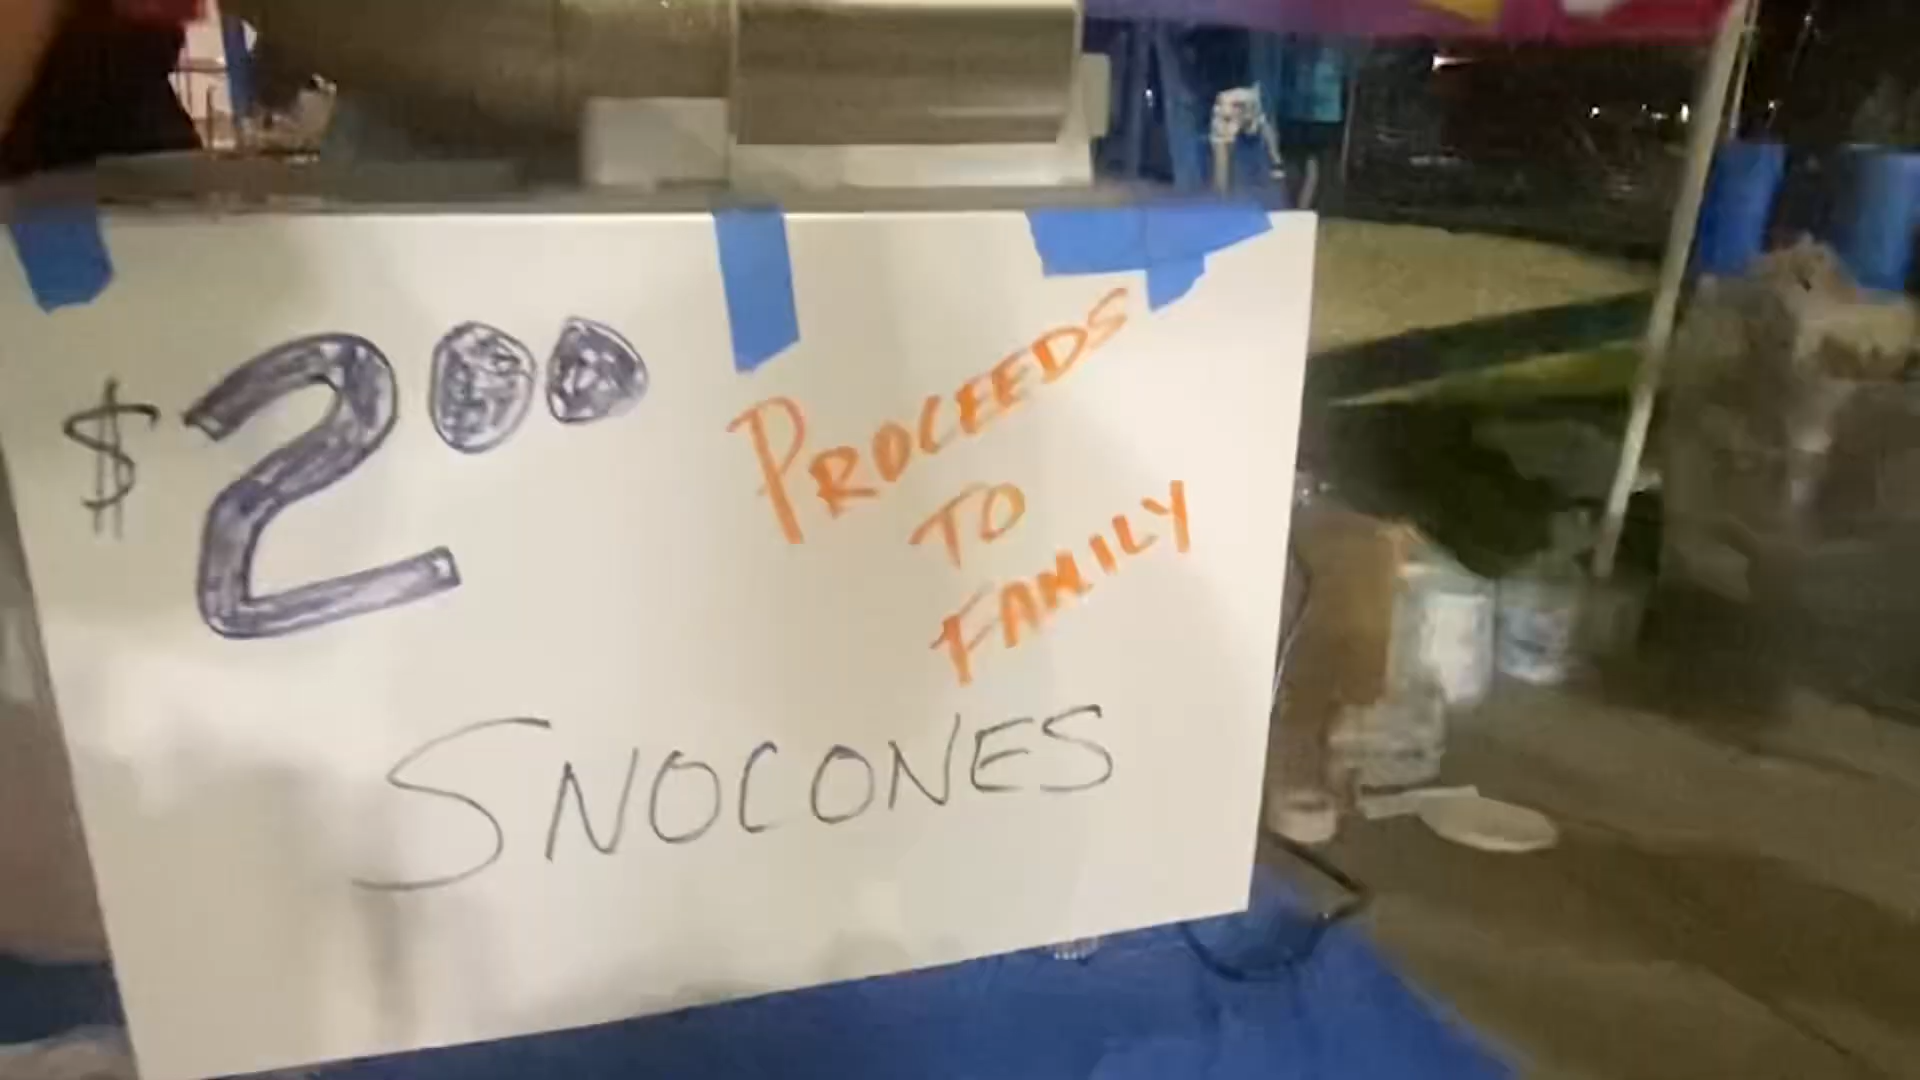 $2.00
PROCEEDS
TO
FAMILY
SNOCONES